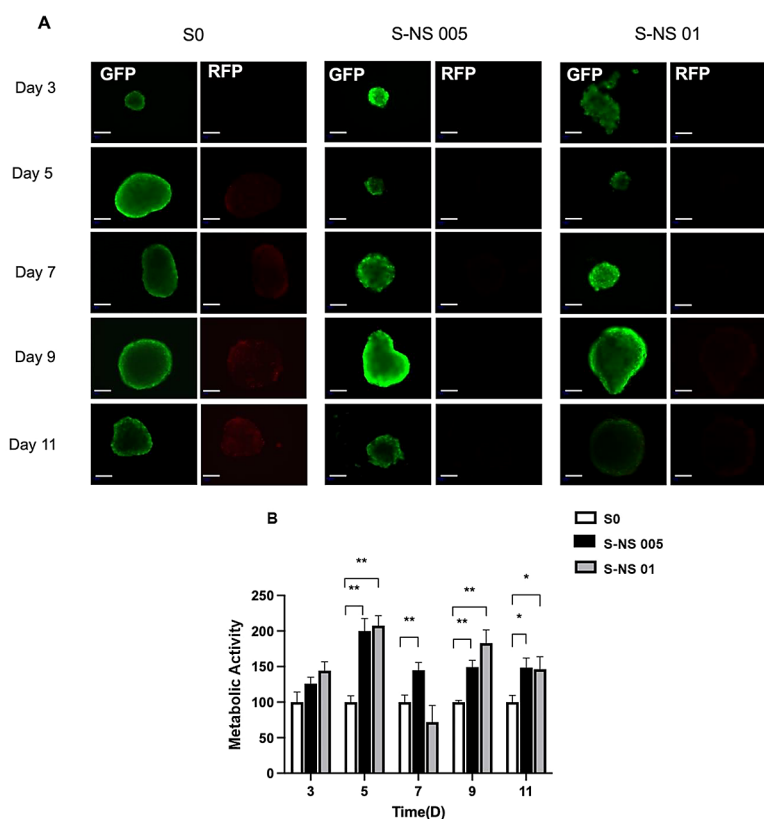 A
S0 S-NS 005 S-NS 01
Day 3 GFP RFP GFP RFP GFP RFP
Day 5
Day 7
Day 9
Day 11
B
S0
S-NS 005
S-NS 01
** ** ** ** ** * *
Metabolic Activity
250
200
150
100
50
0
3 5 7 9 11
Time(D)